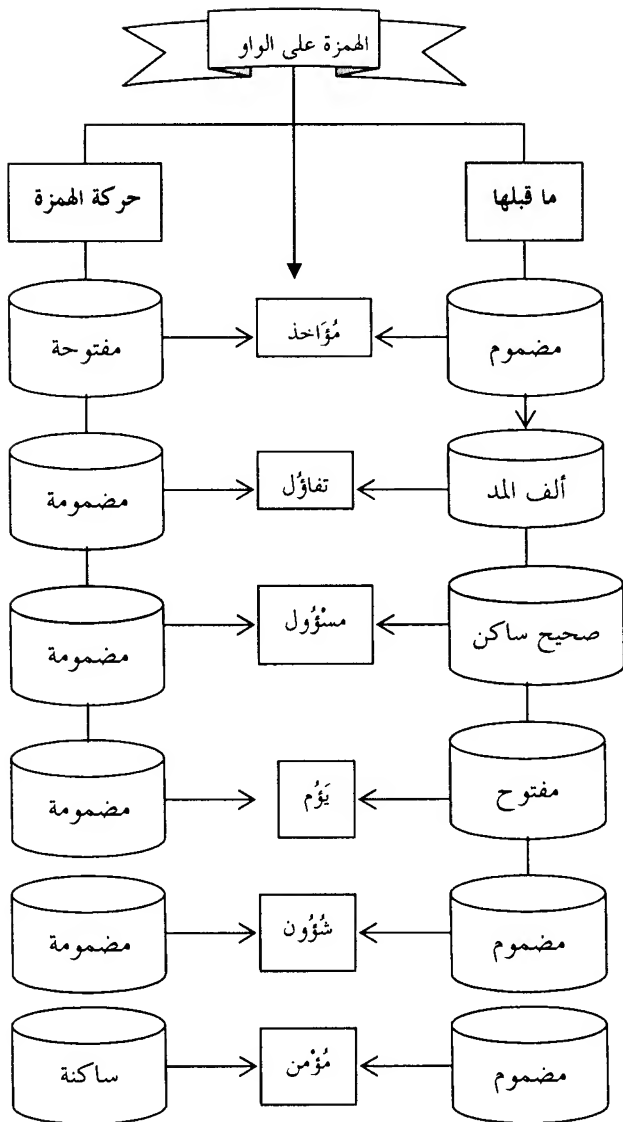 الهمزة على الواو
ما قبلها
حركة الهمزة
مضموم
مُؤَاخذ
مفتوحة
ألف المد
تفاؤُل
مضمومة
صحيح ساكن
مسْؤُول
مضمومة
مفتوح
يَؤُم
مضمومة
مضموم
شُؤُون
مضمومة
مضموم
مُؤْمن
ساكنة